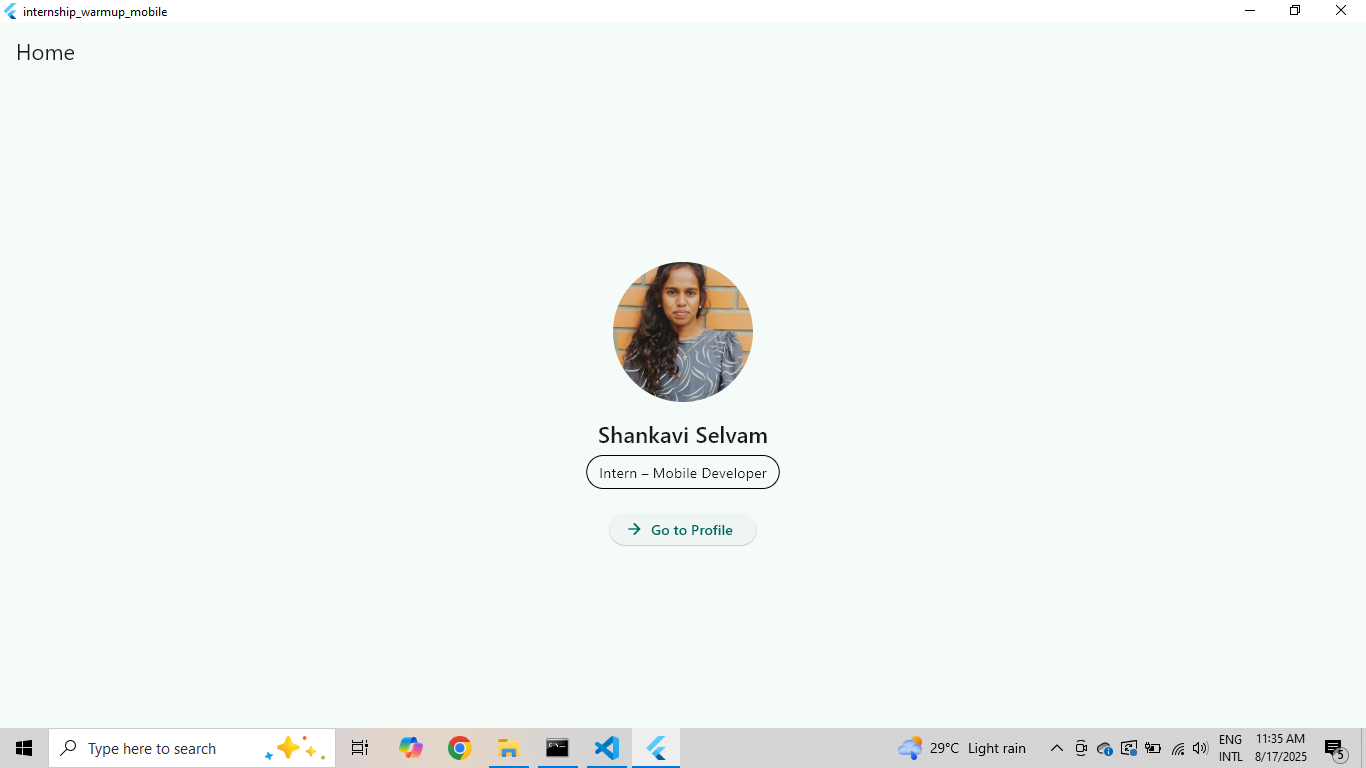 internship_warmup_mobile
Home
Shankavi Selvam
Intern – Mobile Developer
Go to Profile
Type here to search
29°C Light rain
ENG
INTL
11:35 AM
8/17/2025
5